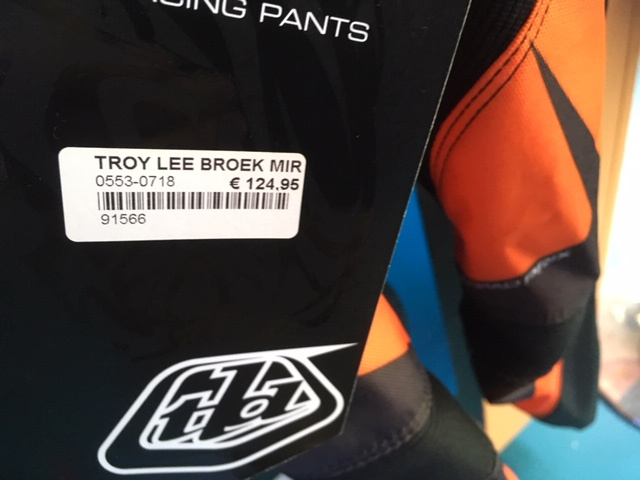 PANTS
TROY LEE BROEK MIR
0553-0718 € 124,95
91566